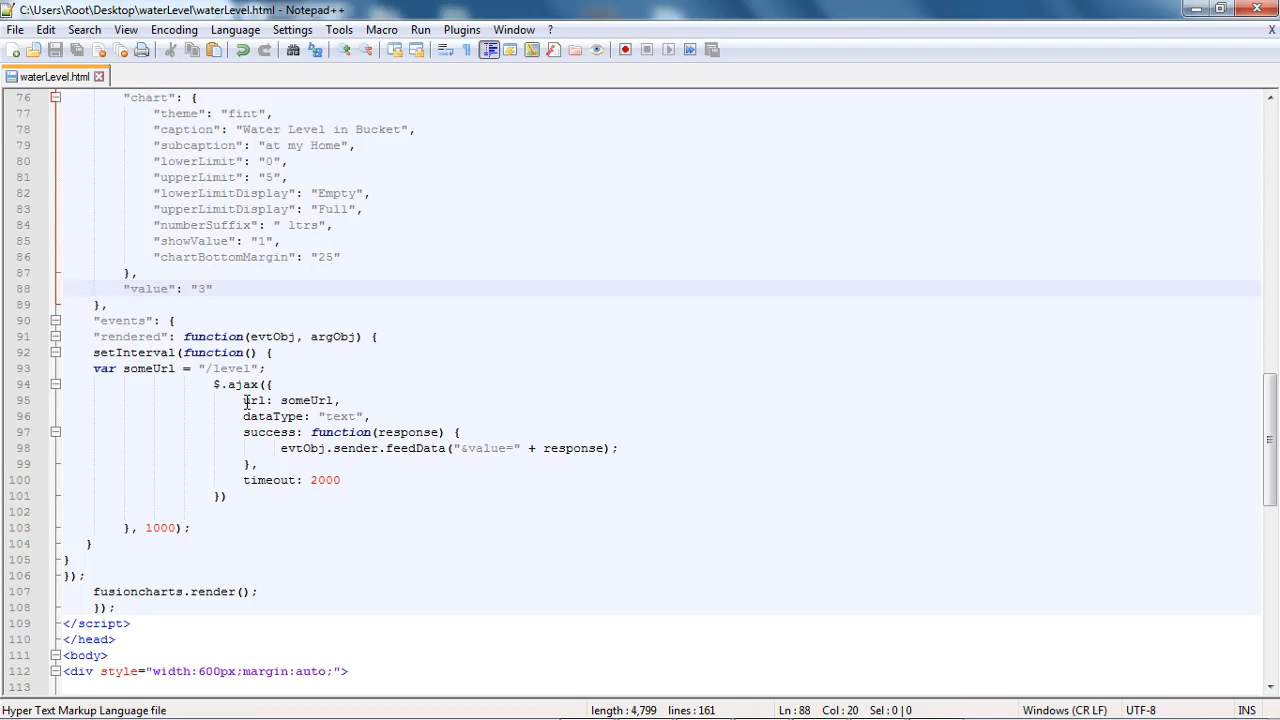 C:\Users\Root\Desktop\waterLevel\waterLevel.html - Notepad++
File Edit Search View Encoding Language Settings Tools Macro Run Plugins Window ? X
waterLevel.html
76 "chart": {
77 "theme": "fint",
78 "caption": "Water Level in Bucket",
79 "subcaption": "at my Home",
80 "lowerLimit": "0",
81 "upperLimit": "5",
82 "lowerLimitDisplay": "Empty",
83 "upperLimitDisplay": "Full",
84 "numberSuffix": " ltrs",
85 "showValue": "1",
86 "chartBottomMargin": "25"
87 },
88 "value": "3"
89 },
90 "events": {
91 "rendered": function(evtObj, argObj) {
92 setInterval(function() {
93 var someUrl = "/level";
94 $.ajax({
95 url: someUrl,
96 dataType: "text",
97 success: function(response) {
98 evtObj.sender.feedData("&value=" + response);
99 },
100 timeout: 2000
101 })
102
103 }, 1000);
104 }
105 }
106 });
107 fusioncharts.render();
108 });
109 </script>
110 </head>
111 <body>
112 <div style="width:600px;margin:auto;">
113
Hyper Text Markup Language file length : 4,799 lines : 161 Ln : 88 Col : 20 Sel : 0 | 0 Windows (CR LF) UTF-8 INS